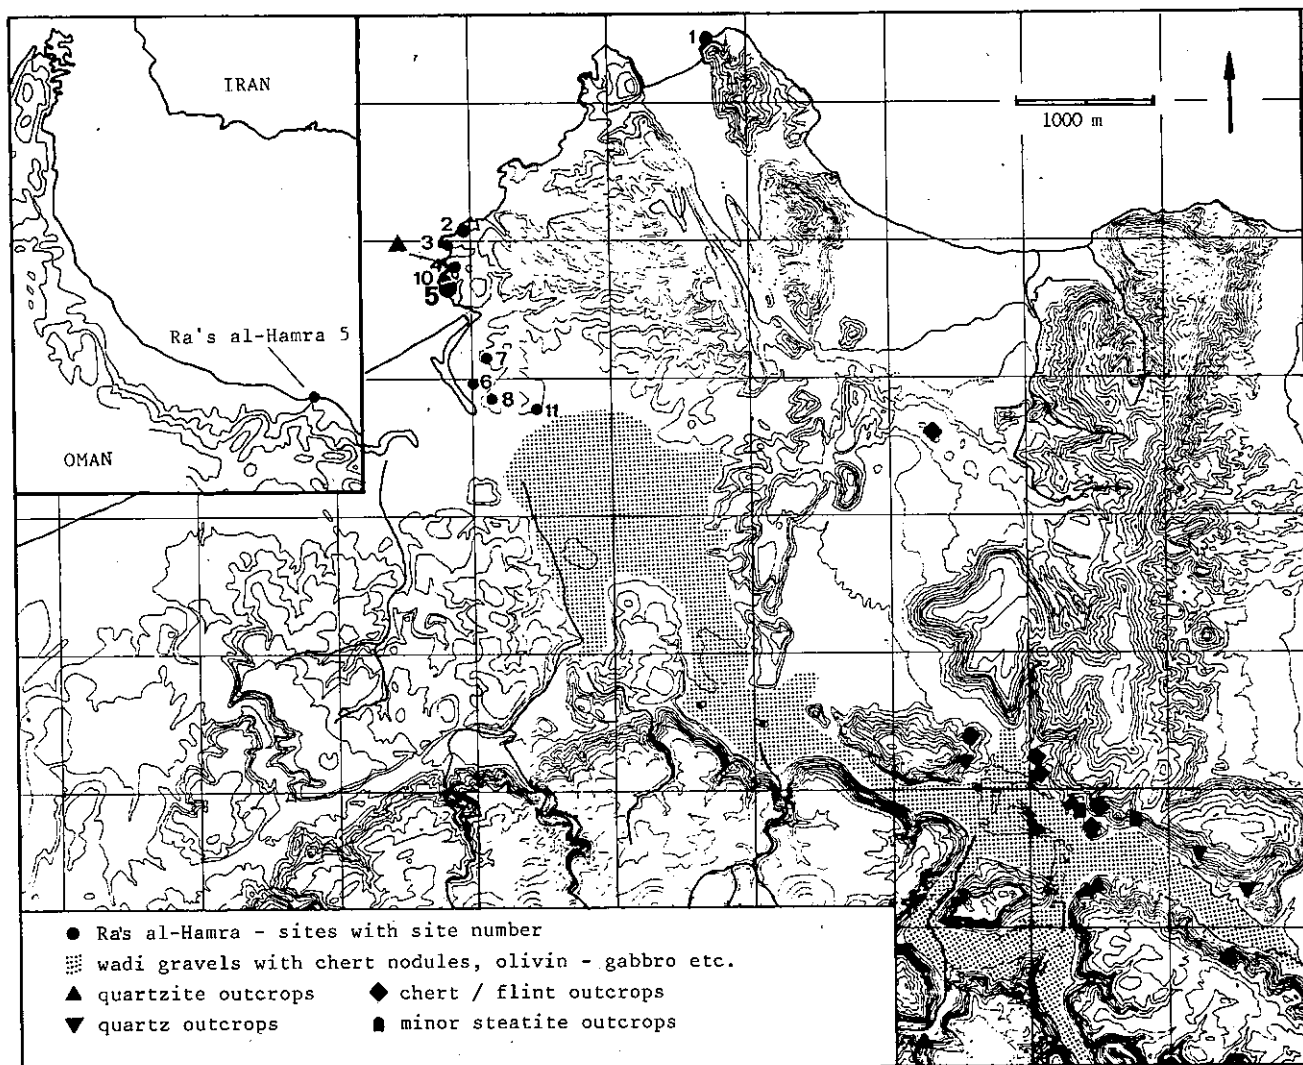 IRAN
Ra's al-Hamra 5
OMAN
1
1000 m
2
3
4
10
5
7
6
8
11
Ra's al-Hamra - sites with site number
wadi gravels with chert nodules, olivin - gabbro etc.
quartzite outcrops
chert / flint outcrops
quartz outcrops
minor steatite outcrops